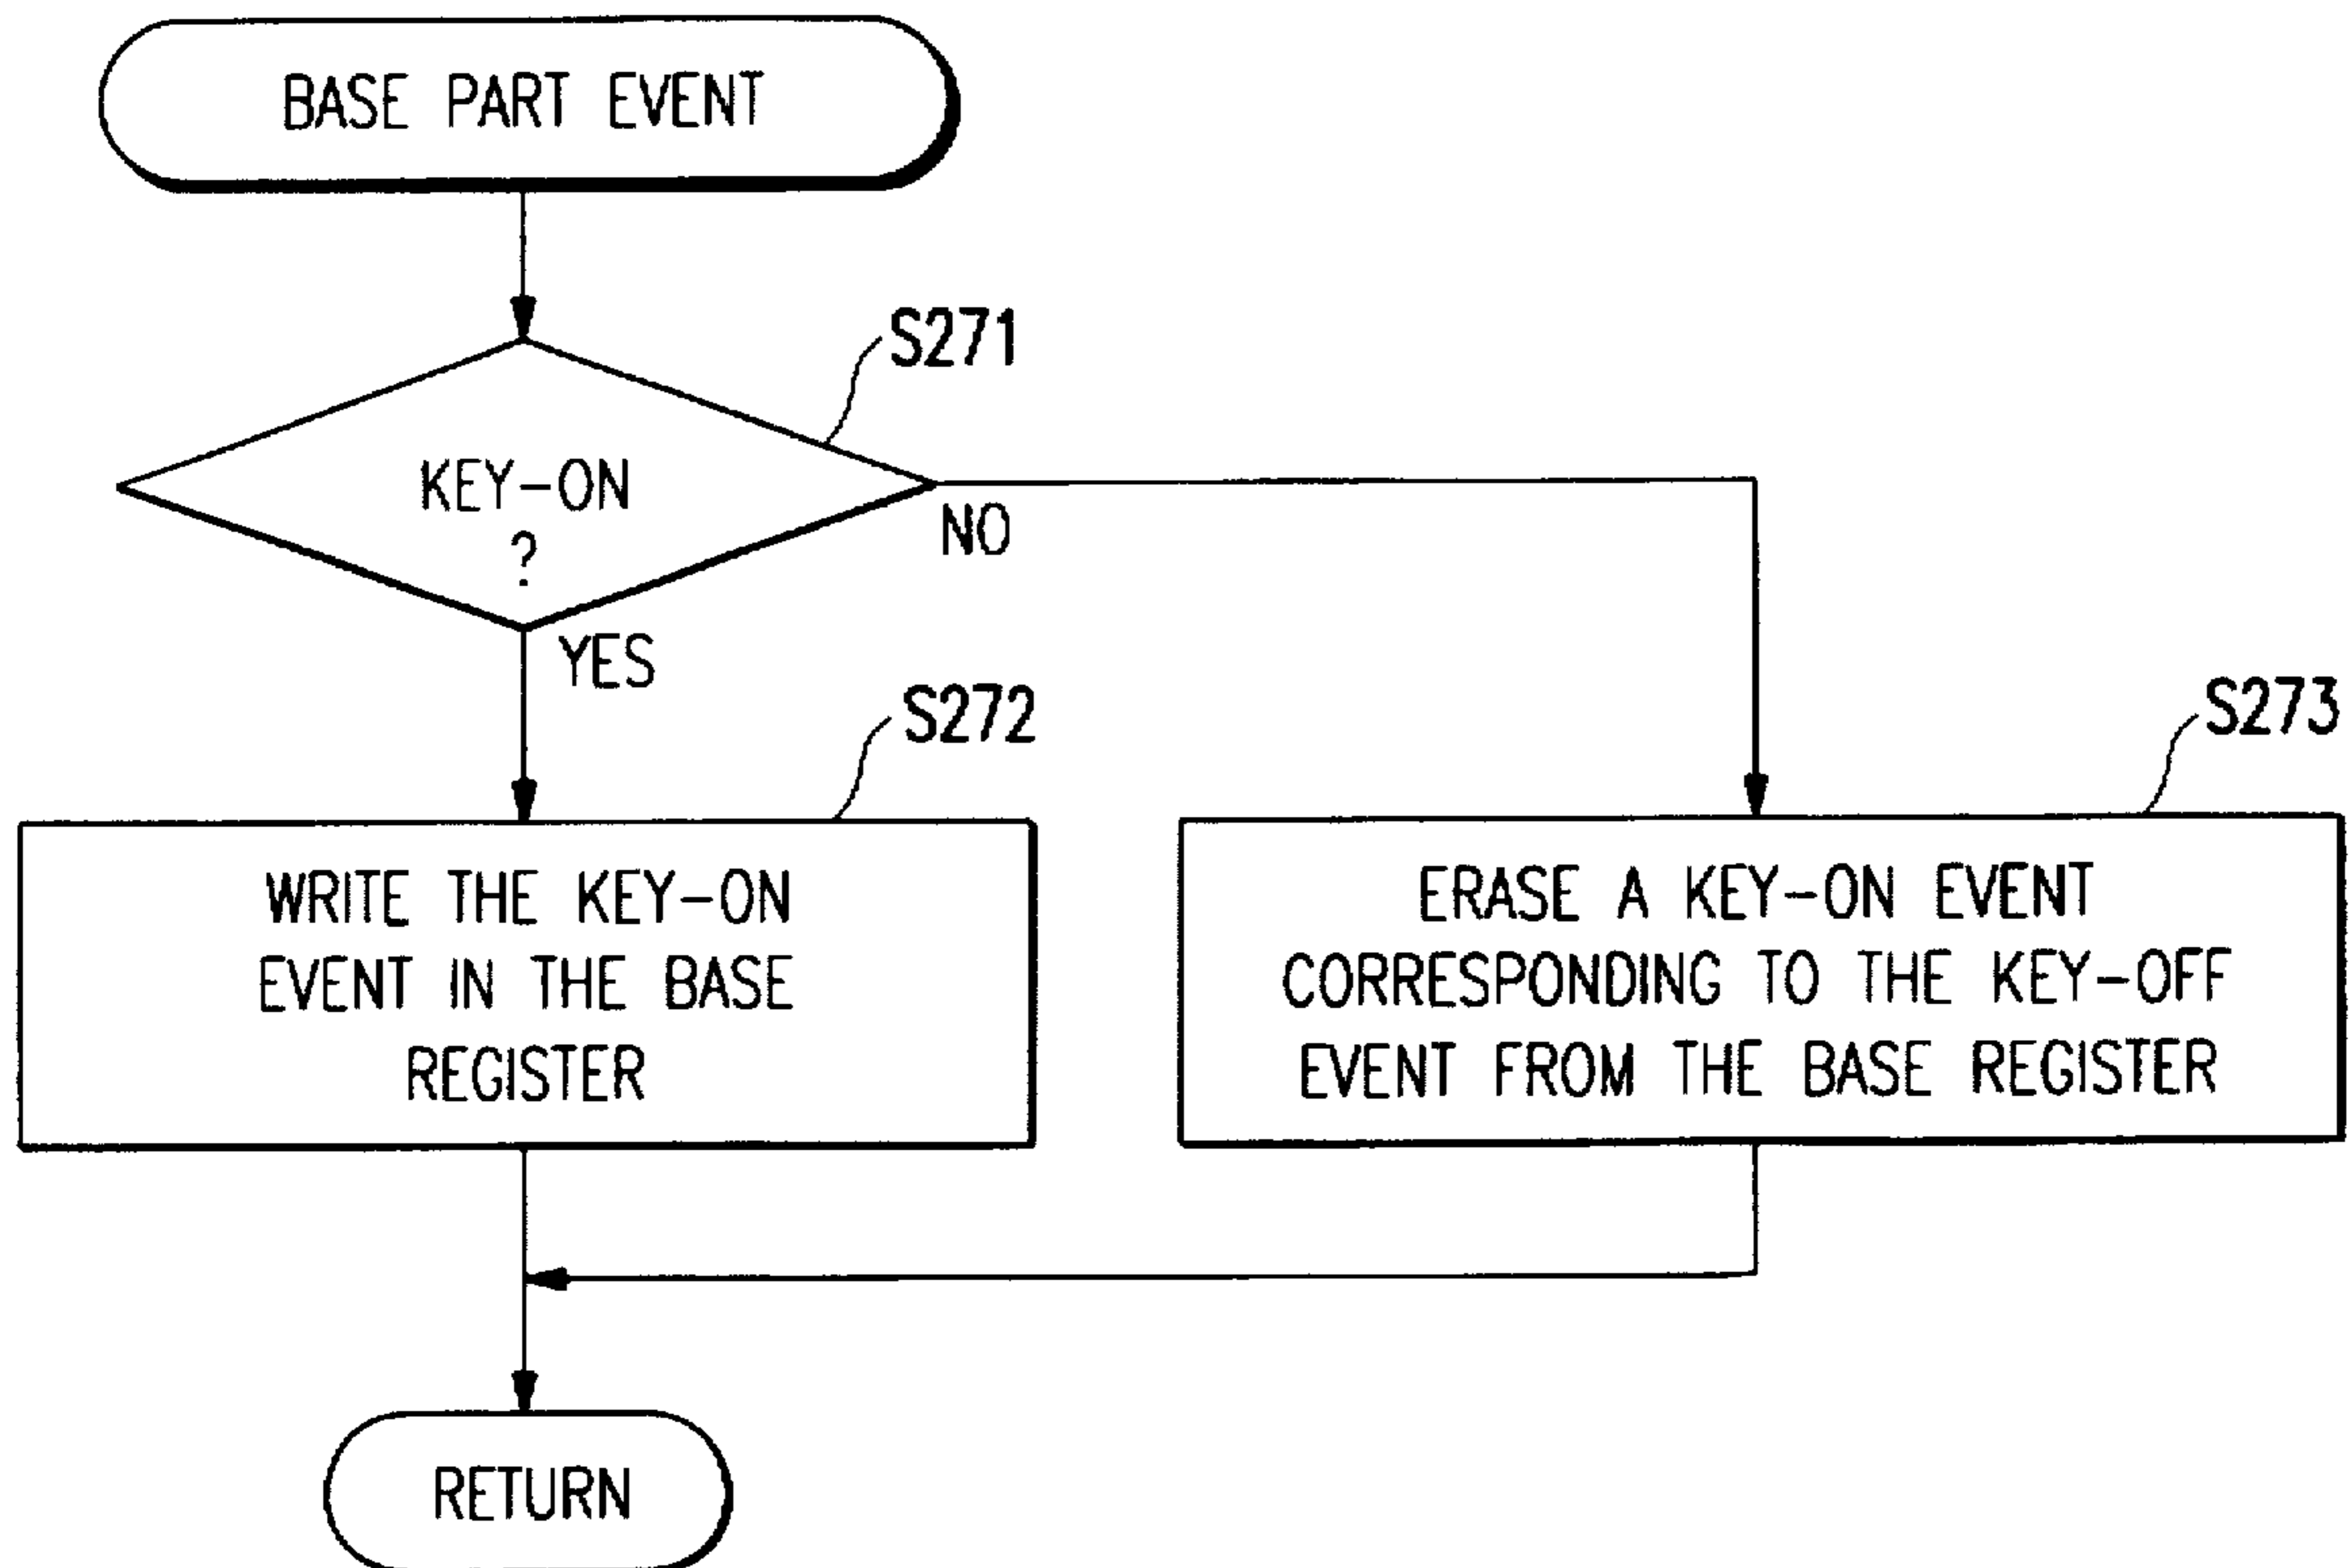 BASE PART EVENT
S271
KEY-ON
?
NO
YES
S272
WRITE THE KEY-ON
EVENT IN THE BASE
REGISTER
S273
ERASE A KEY-ON EVENT
CORRESPONDING TO THE KEY-OFF
EVENT FROM THE BASE REGISTER
RETURN